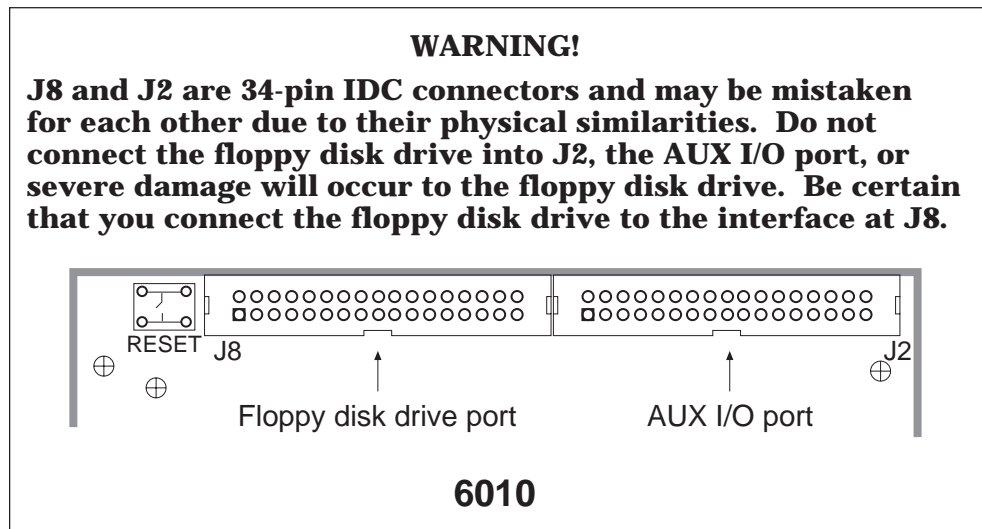 WARNING!
J8 and J2 are 34-pin IDC connectors and may be mistaken
for each other due to their physical similarities.  Do not
connect the floppy disk drive into J2, the AUX I/O port, or
severe damage will occur to the floppy disk drive.  Be certain
that you connect the floppy disk drive to the interface at J8.
RESET J8 J2
Floppy disk drive port AUX I/O port
6010